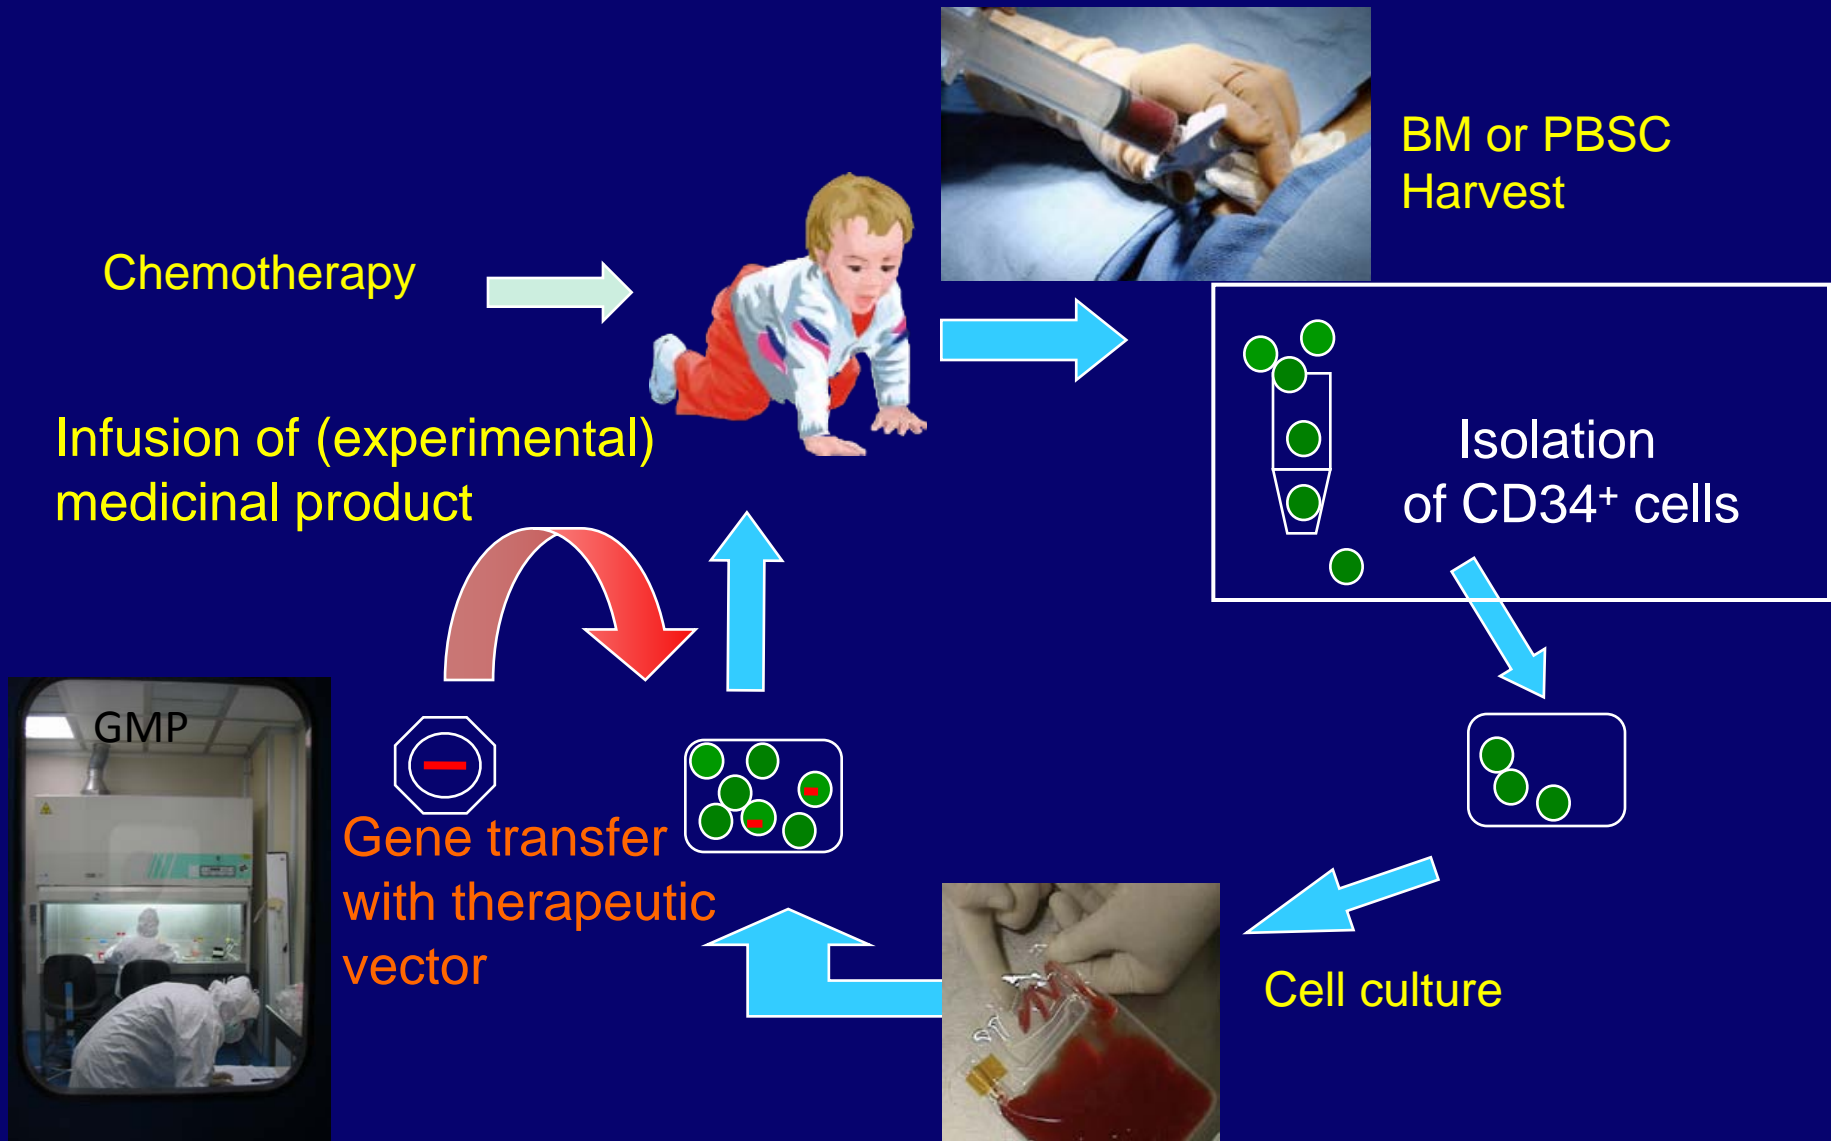 BM or PBSC
Harvest
Chemotherapy
Infusion of (experimental)
medicinal product
Isolation
of CD34⁺ cells
GMP
Gene transfer
with therapeutic
vector
Cell culture